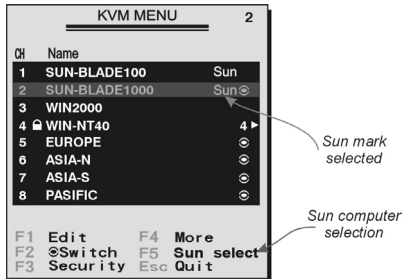 KVM MENU 2
CH Name
1 SUN-BLADE100 Sun
2 SUN-BLADE1000 Sun
3 WIN2000
4 WIN-NT40 4
5 EUROPE
6 ASIA-N
7 ASIA-S
8 PASIFIC
Sun mark
selected
Sun computer
selection
F1 Edit F4 More
F2 Switch F5 Sun select
F3 Security Esc Quit